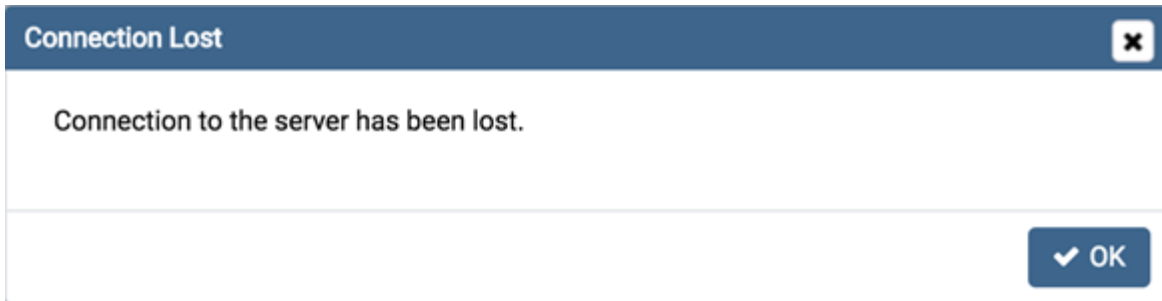 Connection Lost
Connection to the server has been lost.
OK